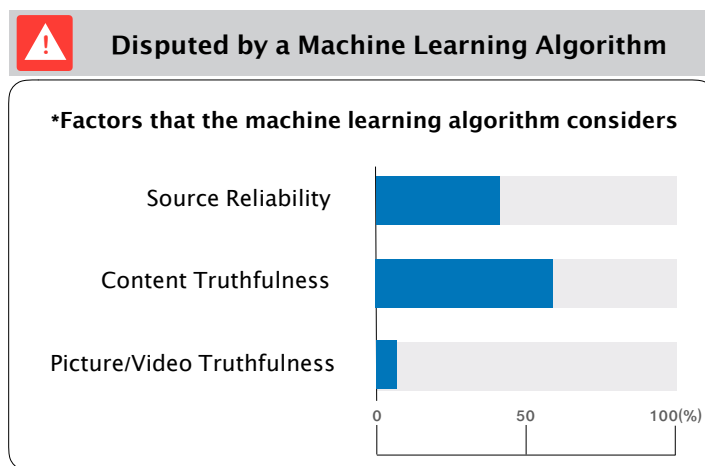 Disputed by a Machine Learning Algorithm
*Factors that the machine learning algorithm considers
Source Reliability
Content Truthfulness
Picture/Video Truthfulness
0 50 100(%)